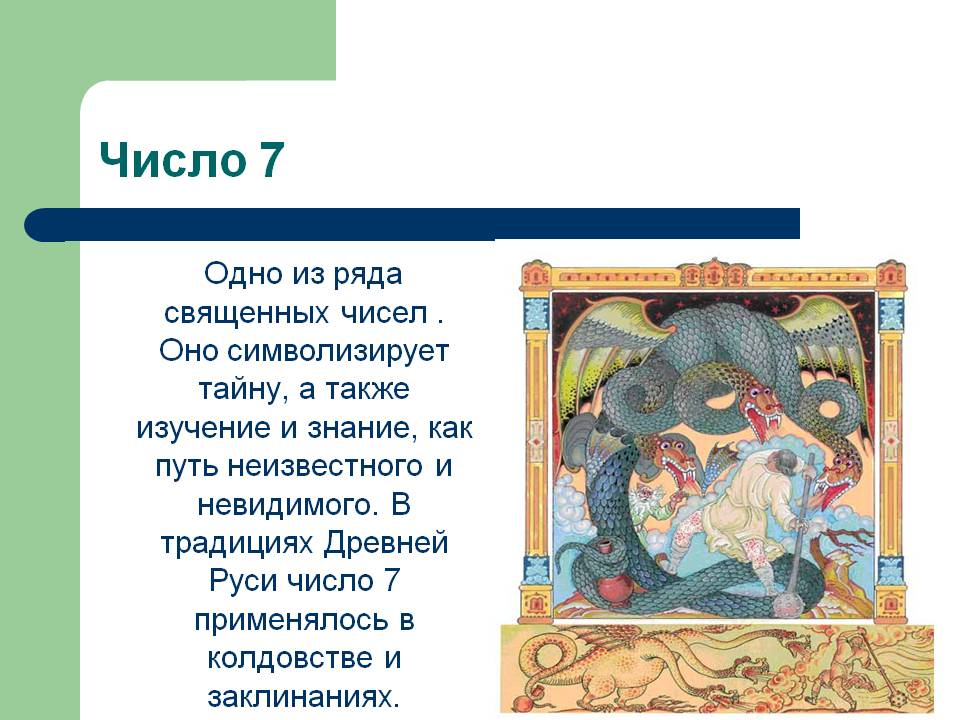 Число 7
Одно из ряда
священных чисел .
Оно символизирует
тайну, а также
изучение и знание, как
путь неизвестного и
невидимого. В
традициях Древней
Руси число 7
применялось в
колдовстве и
заклинаниях.